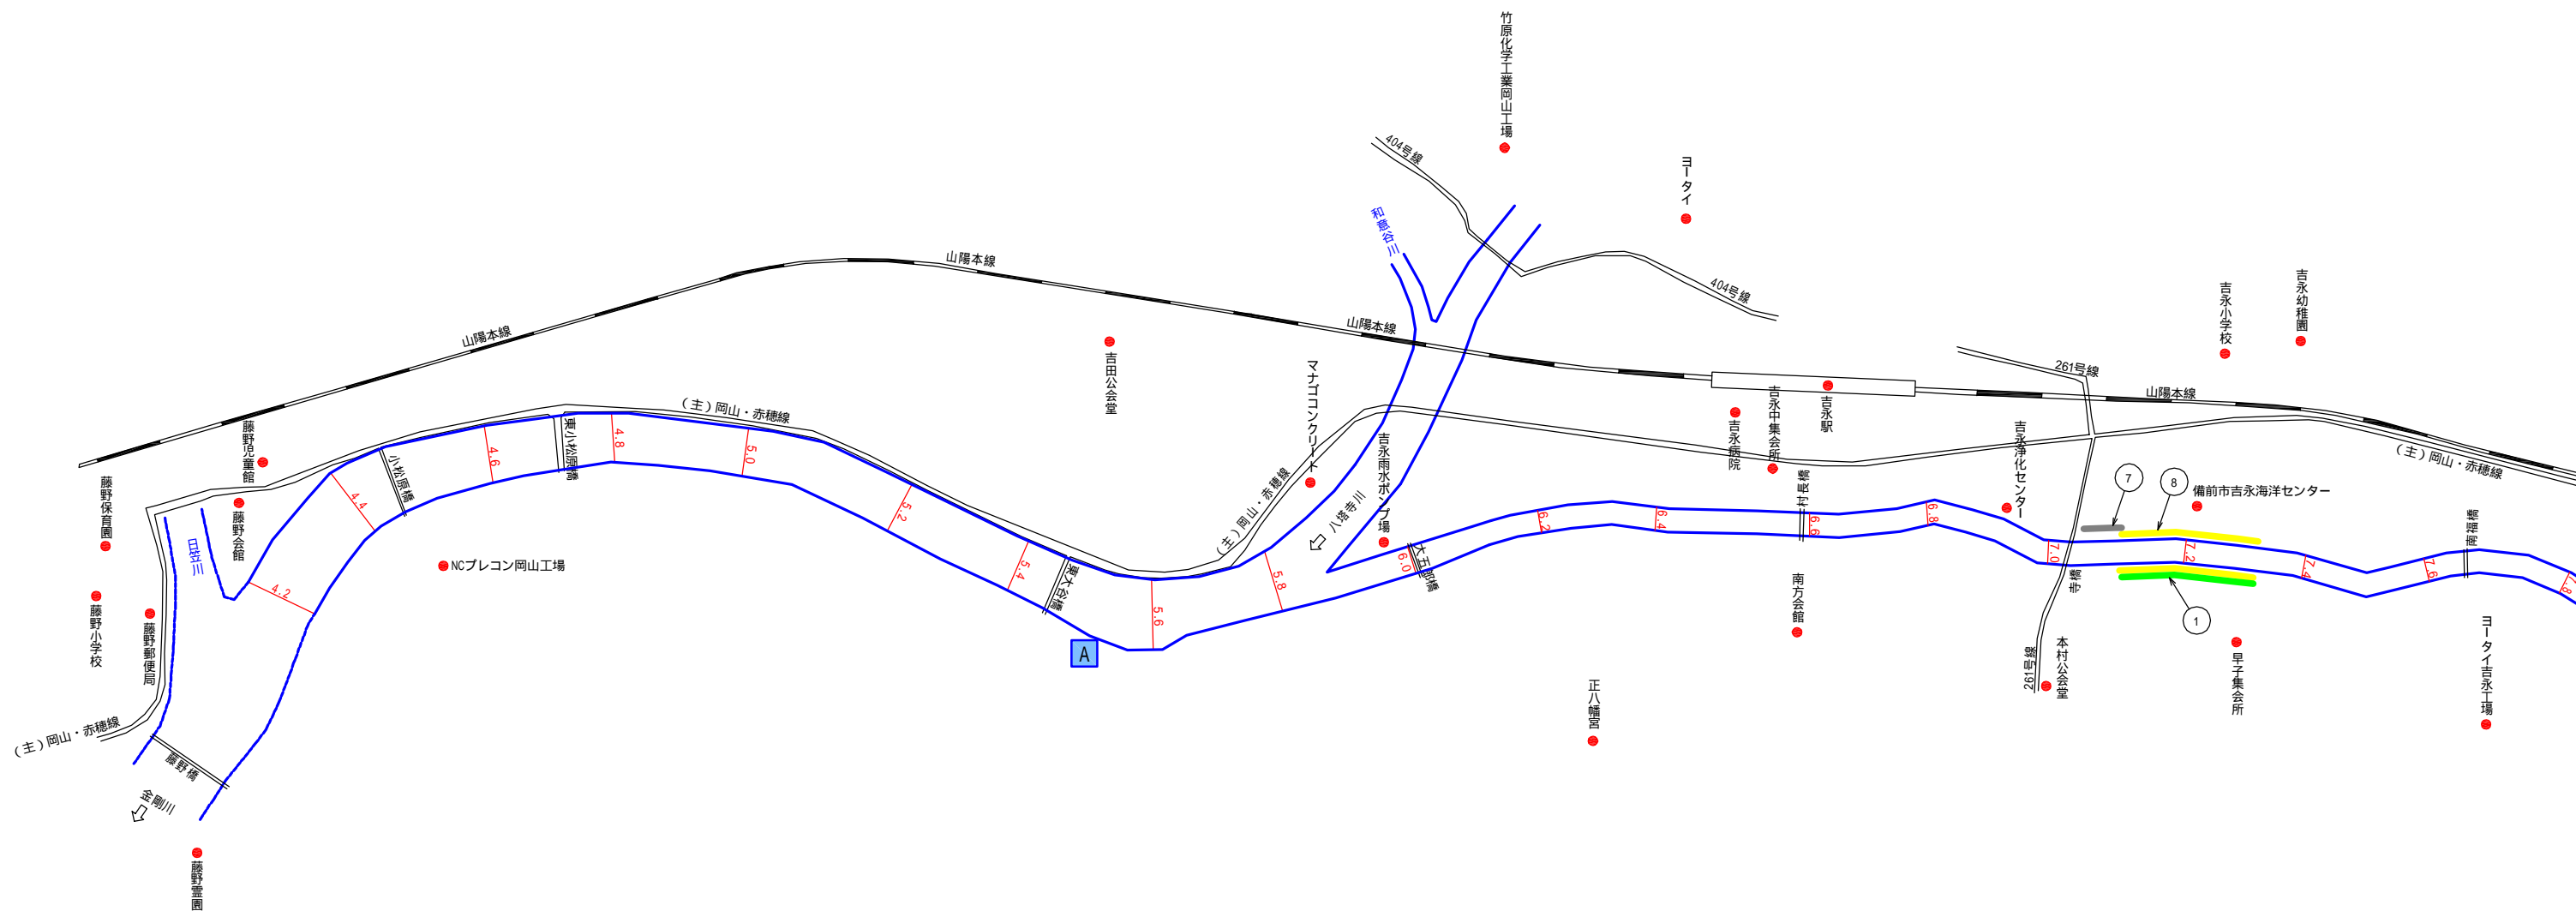 竹原化学工業岡山工場
404号線
ヨータイ
和意谷川
404号線
山陽本線
山陽本線
山陽本線
吉永幼稚園
吉永小学校
261号線
山陽本線
吉田公会堂
マナゴコンクリート
吉永駅
吉永中集会所
吉永病院
吉永浄化センター
吉永雨水ポンプ場
(主)岡山・赤穂線
(主)岡山・赤穂線
(主)岡山・赤穂線
藤野児童館
藤野会館
藤野保育園
小松原橋
東小松原橋
4.2
4.4
4.6
4.8
5.0
5.2
5.4
5.6
5.8
6.0
6.2
6.4
6.6
6.8
7.0
7.2
7.4
7.6
7.8
八塔寺川
大五郎橋
村長橋
7
8
備前市吉永海洋センター
南福橋
日笠川
NCプレコン岡山工場
東大谷橋
A
南方会館
寺橋
1
藤野小学校
藤野郵便局
261号線
本村公会堂
早子集会所
ヨータイ吉永工場
正八幡宮
(主)岡山・赤穂線
藤野橋
金剛川
藤野霊園